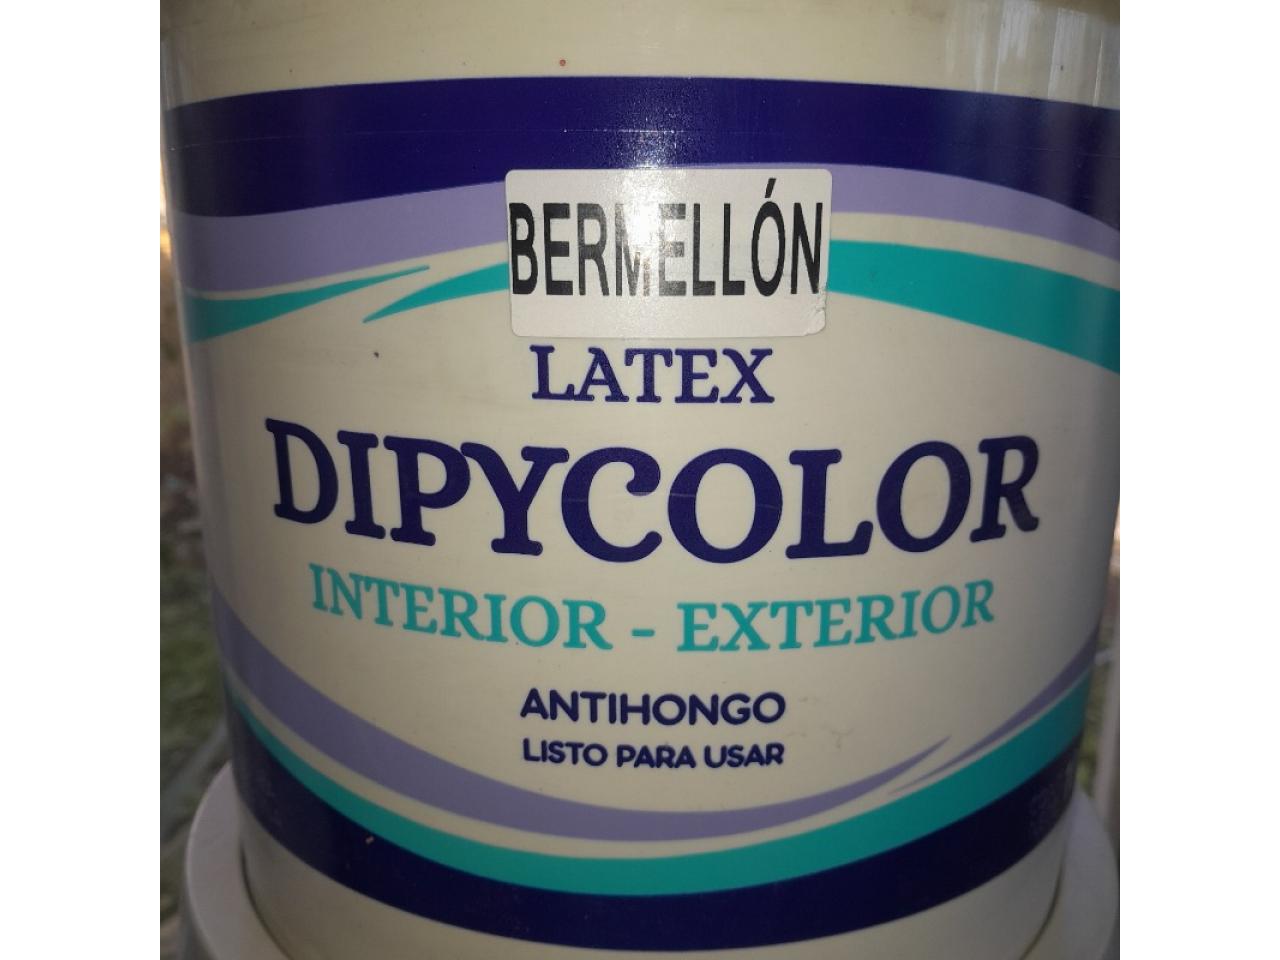 BERMELLÓN
LATEX
DIPYCOLOR
INTERIOR - EXTERIOR
ANTIHONGO
LISTO PARA USAR